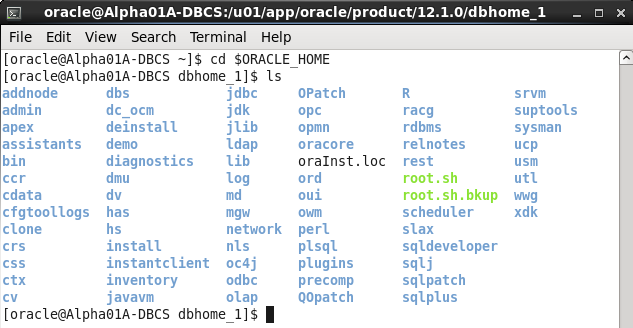 oracle@Alpha01A-DBCS:/u01/app/oracle/product/12.1.0/dbhome_1
File Edit View Search Terminal Help
[oracle@Alpha01A-DBCS ~]$ cd $ORACLE_HOME
[oracle@Alpha01A-DBCS dbhome_1]$ ls
addnode dbs jdbc OPatch R srvm
admin dc_ocm jdk opc racg suptools
apex deinstall jlib opmn rdbms sysman
assistants demo ldap oracore relnotes ucp
bin diagnostics lib oraInst.loc rest usm
ccr dmu log ord root.sh utl
cdata dv md oui root.sh.bkup wwg
cfgtoollogs has mgw owm scheduler xdk
clone hs network perl slax
crs install nls plsql sqldeveloper
css instantclient oc4j plugins sqlj
ctx inventory odbc precomp sqlpatch
cv javavm olap QOpatch sqlplus
[oracle@Alpha01A-DBCS dbhome_1]$